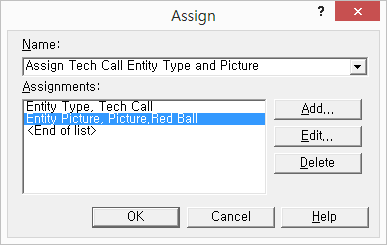 Assign
?
Name:
Assign Tech Call Entity Type and Picture
Assignments:
Entity Type, Tech Call
Entity Picture, Picture,Red Ball
<End of list>
Add...
Edit...
Delete
OK
Cancel
Help